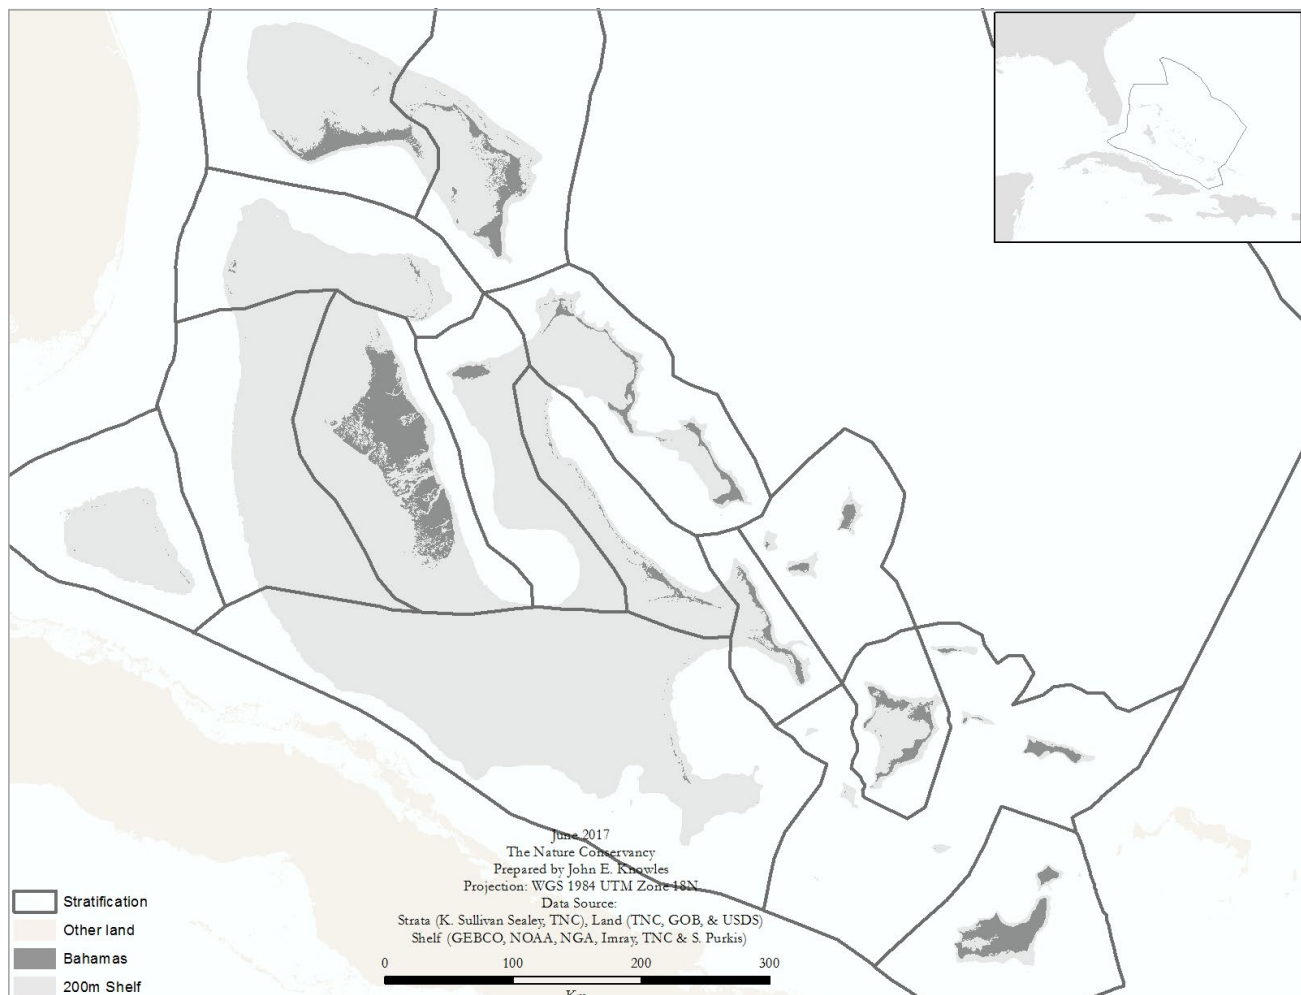 June 2017
The Nature Conservancy
Prepared by John E. Knowles
Projection: WGS 1984 UTM Zone 18N
Data Source:
Strata (K. Sullivan Sealey, TNC), Land (TNC, GOB, & USDS)
Shelf (GEBCO, NOAA, NGA, Imray, TNC & S. Purkis)
0 100 200 300
Km
Stratification
Other land
Bahamas
200m Shelf